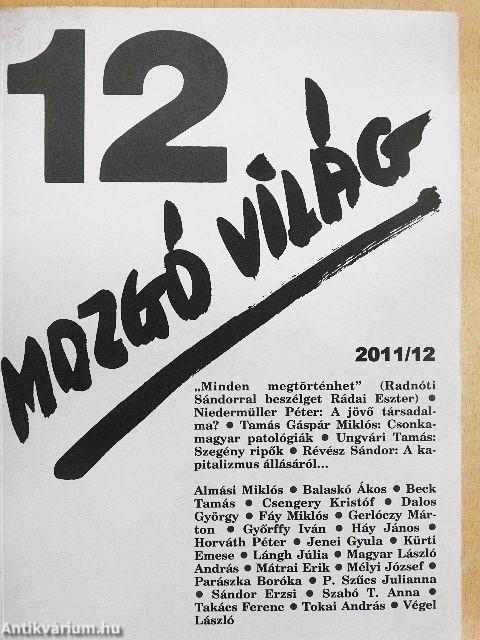 12
MOZGÓ VILÁG
2011/12
„Minden megtörténhet” (Radnóti
Sándorral beszélget Rádai Eszter) ●
Niedermüller Péter: A jövő társadal-
ma? ● Tamás Gáspár Miklós: Csonka-
magyar patológiák ● Ungvári Tamás:
Szegény ripők ● Révész Sándor: A ka-
pitalizmus állásáról...
Almási Miklós ● Balaskó Ákos ● Beck
Tamás ● Csengery Kristóf ● Dalos
György ● Fáy Miklós ● Gerlóczy Már-
ton ● Győrffy Iván ● Háy János ●
Horváth Péter ● Jenei Gyula ● Kürti
Emese ● Lángh Júlia ● Magyar László
András ● Mátrai Erik ● Mélyi József ●
Parászka Boróka ● P. Szűcs Julianna
● Sándor Erzsi ● Szabó T. Anna ●
Takács Ferenc ● Tokai András ● Végel
László
Antikvárium.hu